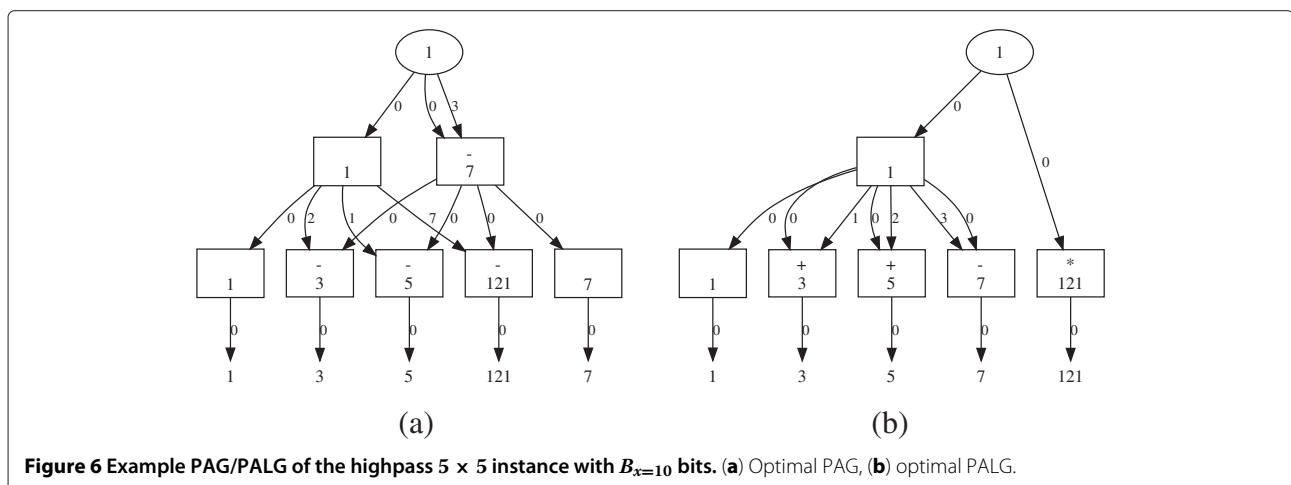 1 1
0 0 3 0
- 0
1 7 1
0 2 1 0 7 0 0 0 0 0 1 0 2 3 0
- - - + + - *
1 3 5 121 7 1 3 5 7 121
0 0 0 0 0 0 0 0 0 0
1 3 5 121 7 1 3 5 7 121
(a) (b)
Figure 6 Example PAG/PALG of the highpass 5 x 5 instance with B_{x=10} bits. (a) Optimal PAG, (b) optimal PALG.